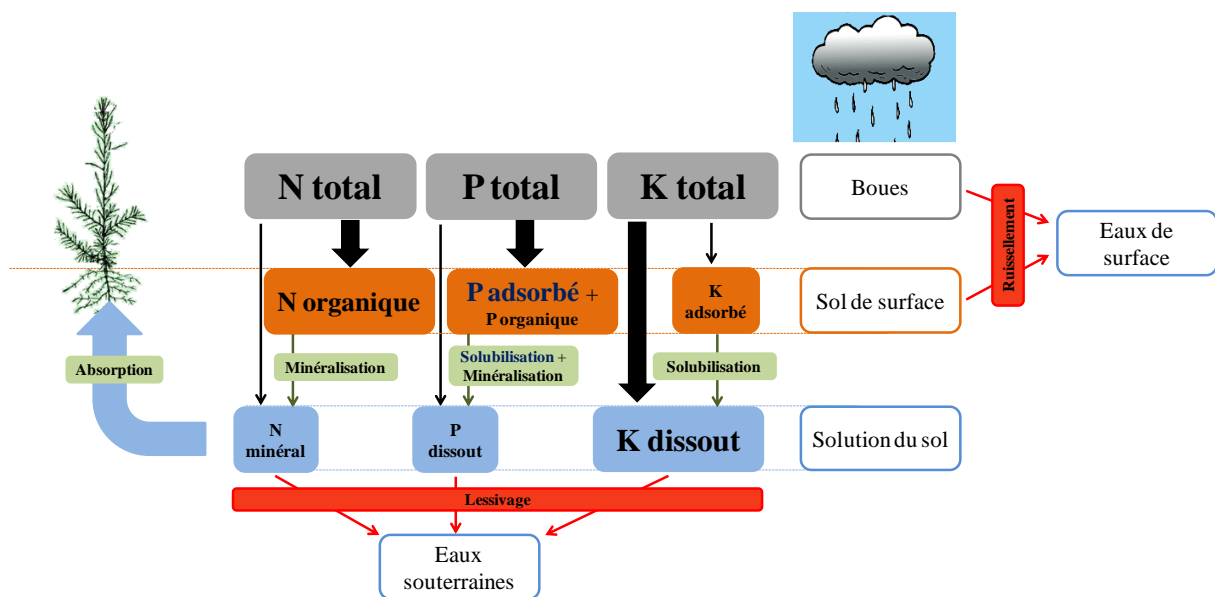 N total
P total
K total
Boues
Ruissellement
Eaux de
surface
N organique
P adsorbé +
P organique
K
adsorbé
Sol de surface
Absorption
Minéralisation
Solubilisation +
Minéralisation
Solubilisation
N
minéral
P
dissout
K dissout
Solution du sol
Lessivage
Eaux
souterraines